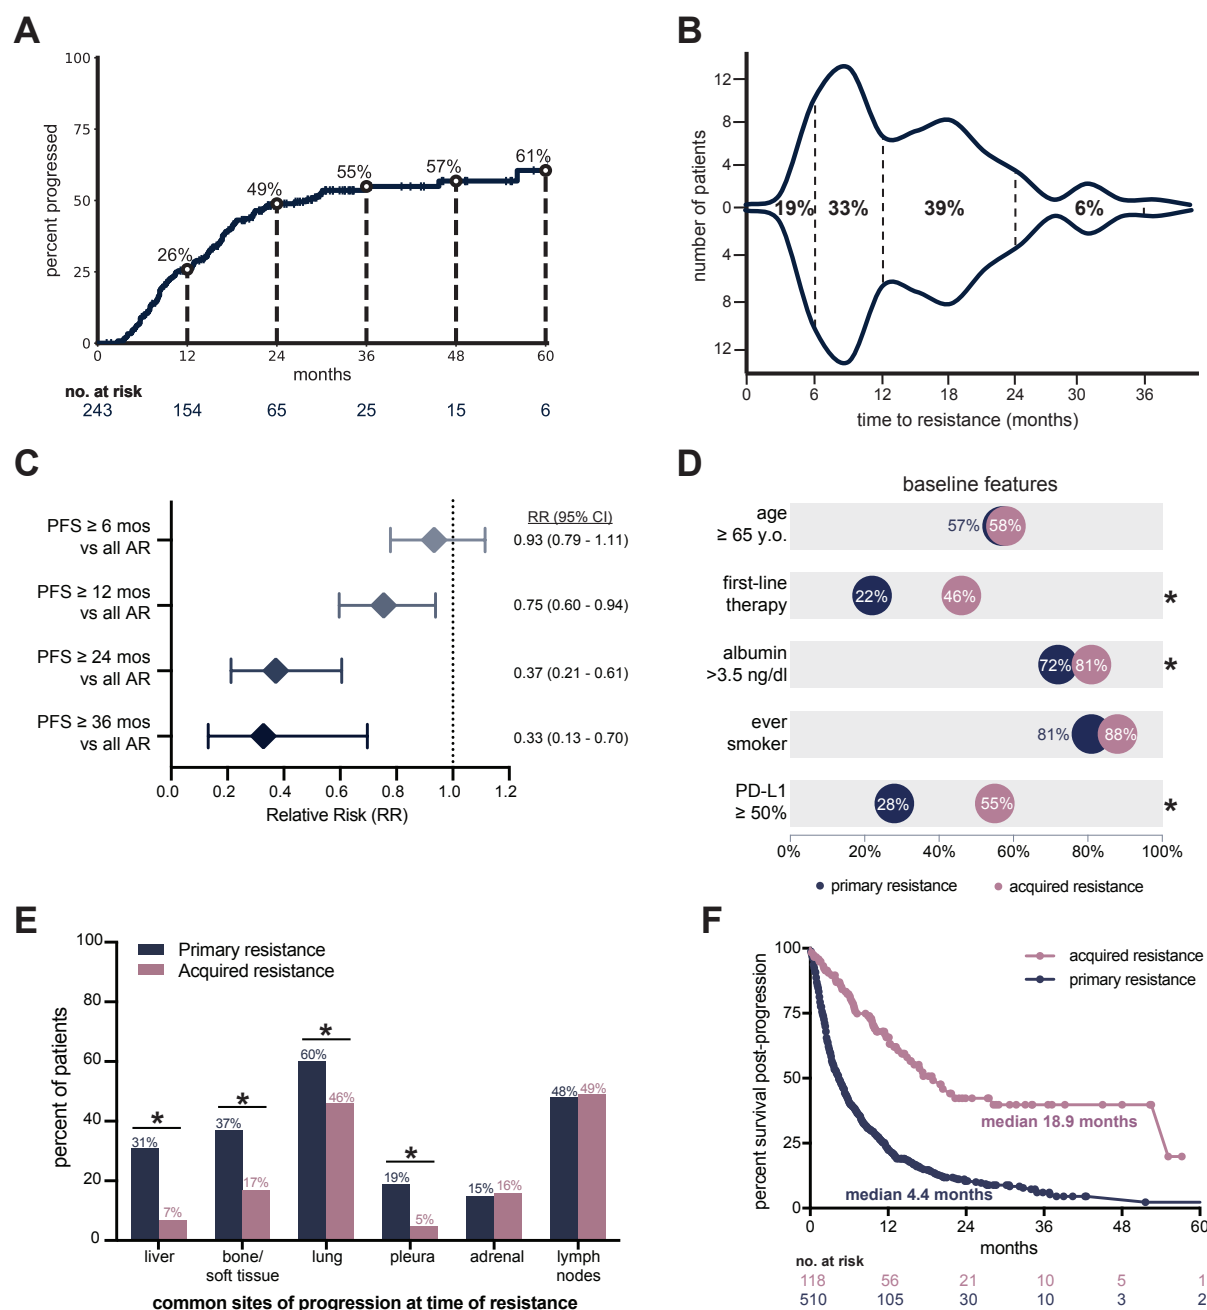 A
100
75
50
25
0
percent progressed
26%
49%
55%
57%
61%
0
12
24
36
48
60
months
no. at risk
243
154
65
25
15
6
B
12
8
4
0
4
8
12
number of patients
19%
33%
39%
6%
0
6
12
18
24
30
36
time to resistance (months)
C
RR (95% CI)
PFS ≥ 6 mos
vs all AR
0.93 (0.79 - 1.11)
PFS ≥ 12 mos
vs all AR
0.75 (0.60 - 0.94)
PFS ≥ 24 mos
vs all AR
0.37 (0.21 - 0.61)
PFS ≥ 36 mos
vs all AR
0.33 (0.13 - 0.70)
0.0
0.2
0.4
0.6
0.8
1.0
1.2
Relative Risk (RR)
D
baseline features
age
≥ 65 y.o.
57%
58%
first-line
therapy
22%
46%
*
albumin
>3.5 ng/dl
72%
81%
*
ever
smoker
81%
88%
PD-L1
≥ 50%
28%
55%
*
0%
20%
40%
60%
80%
100%
primary resistance
acquired resistance
E
Primary resistance
Acquired resistance
100
80
60
40
20
0
percent of patients
*
31%
7%
*
37%
17%
*
60%
46%
*
19%
5%
15%
16%
48%
49%
liver
bone/
soft tissue
lung
pleura
adrenal
lymph
nodes
common sites of progression at time of resistance
F
acquired resistance
primary resistance
100
75
50
25
0
percent survival post-progression
median 18.9 months
median 4.4 months
0
12
24
36
48
60
months
no. at risk
118
56
21
10
5
1
510
105
30
10
3
2